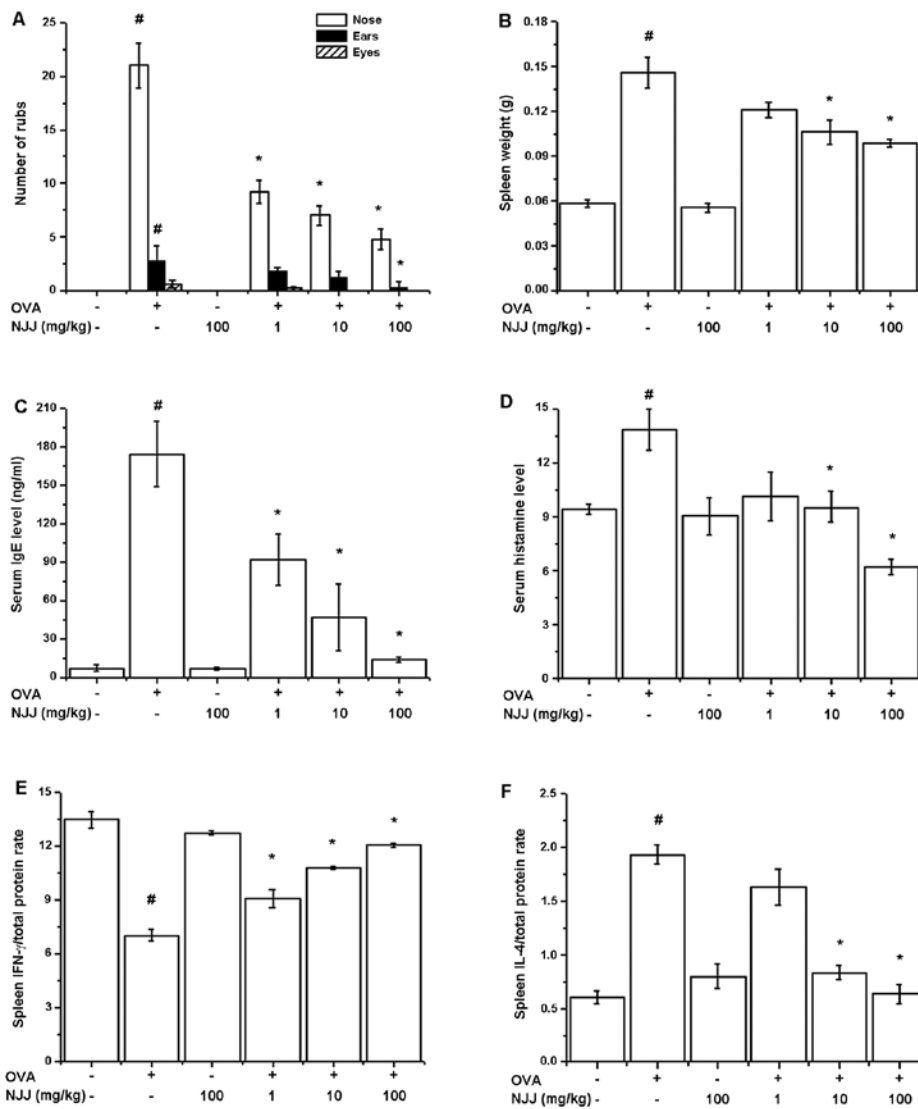 A
#
Nose
Ears
Eyes
Number of rubs
25
20
15
10
5
0
#
*
*
*
*
OVA - + - + + +
NJJ (mg/kg) - - 100 1 10 100
B
#
*
*
Spleen weight (g)
0.18
0.15
0.12
0.09
0.06
0.03
0.00
OVA - + - + + +
NJJ (mg/kg) - - 100 1 10 100
C
#
*
*
*
Serum IgE level (ng/ml)
210
180
150
120
90
60
30
0
OVA - + - + + +
NJJ (mg/kg) - - 100 1 10 100
D
#
*
*
Serum histamine level
15
12
9
6
3
0
OVA - + - + + +
NJJ (mg/kg) - - 100 1 10 100
E
#
*
*
*
Spleen IFN-γ/total protein rate
15
12
9
6
3
0
OVA - + - + + +
NJJ (mg/kg) - - 100 1 10 100
F
#
*
*
Spleen IL-4/total protein rate
2.5
2.0
1.5
1.0
0.5
0.0
OVA - + - + + +
NJJ (mg/kg) - - 100 1 10 100